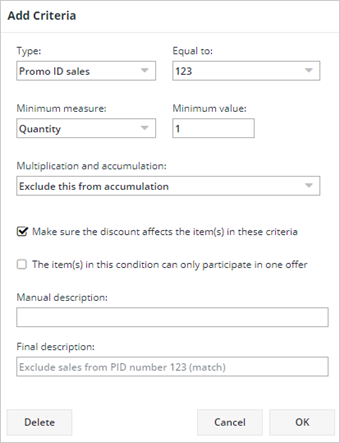 Add Criteria
Type: Equal to:
Promo ID sales 123
Minimum measure: Minimum value:
Quantity 1
Multiplication and accumulation:
Exclude this from accumulation
Make sure the discount affects the item(s) in these criteria
The item(s) in this condition can only participate in one offer
Manual description:
Final description:
Exclude sales from PID number 123 (match)
Delete Cancel OK